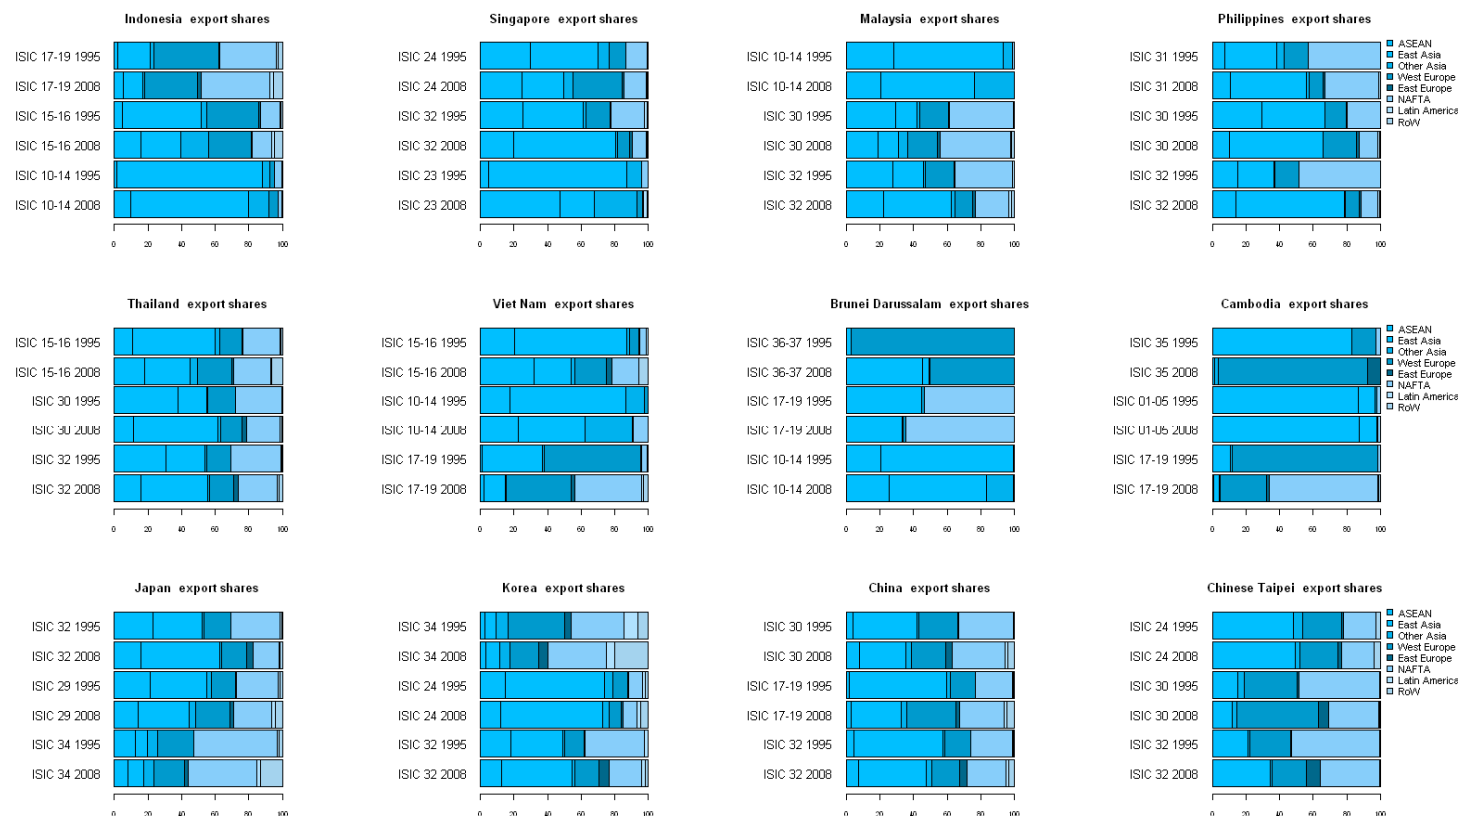 Indonesia export shares
ISIC 17-19 1995
ISIC 17-19 2008
ISIC 15-16 1995
ISIC 15-16 2008
ISIC 10-14 1995
ISIC 10-14 2008
0 20 40 60 80 100
Singapore export shares
ISIC 24 1995
ISIC 24 2008
ISIC 32 1995
ISIC 32 2008
ISIC 23 1995
ISIC 23 2008
0 20 40 60 80 100
Malaysia export shares
ISIC 10-14 1995
ISIC 10-14 2008
ISIC 30 1995
ISIC 30 2008
ISIC 32 1995
ISIC 32 2008
0 20 40 60 80 100
Philippines export shares
ISIC 31 1995
ISIC 31 2008
ISIC 30 1995
ISIC 30 2008
ISIC 32 1995
ISIC 32 2008
0 20 40 60 80 100
ASEAN
East Asia
Other Asia
West Europe
East Europe
NAFTA
Latin America
RoW
Thailand export shares
ISIC 15-16 1995
ISIC 15-16 2008
ISIC 30 1995
ISIC 30 2008
ISIC 32 1995
ISIC 32 2008
0 20 40 60 80 100
Viet Nam export shares
ISIC 15-16 1995
ISIC 15-16 2008
ISIC 10-14 1995
ISIC 10-14 2008
ISIC 17-19 1995
ISIC 17-19 2008
0 20 40 60 80 100
Brunei Darussalam export shares
ISIC 36-37 1995
ISIC 36-37 2008
ISIC 17-19 1995
ISIC 17-19 2008
ISIC 10-14 1995
ISIC 10-14 2008
0 20 40 60 80 100
Cambodia export shares
ISIC 35 1995
ISIC 35 2008
ISIC 01-05 1995
ISIC 01-05 2008
ISIC 17-19 1995
ISIC 17-19 2008
0 20 40 60 80 100
ASEAN
East Asia
Other Asia
West Europe
East Europe
NAFTA
Latin America
RoW
Japan export shares
ISIC 32 1995
ISIC 32 2008
ISIC 29 1995
ISIC 29 2008
ISIC 34 1995
ISIC 34 2008
0 20 40 60 80 100
Korea export shares
ISIC 34 1995
ISIC 34 2008
ISIC 24 1995
ISIC 24 2008
ISIC 32 1995
ISIC 32 2008
0 20 40 60 80 100
China export shares
ISIC 30 1995
ISIC 30 2008
ISIC 17-19 1995
ISIC 17-19 2008
ISIC 32 1995
ISIC 32 2008
0 20 40 60 80 100
Chinese Taipei export shares
ISIC 24 1995
ISIC 24 2008
ISIC 30 1995
ISIC 30 2008
ISIC 32 1995
ISIC 32 2008
0 20 40 60 80 100
ASEAN
East Asia
Other Asia
West Europe
East Europe
NAFTA
Latin America
RoW